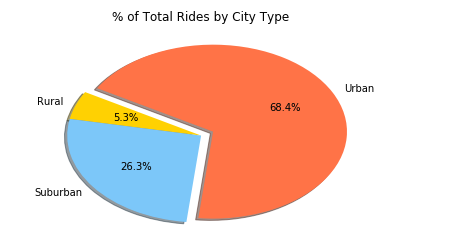 % of Total Rides by City Type
Urban
68.4%
Rural
5.3%
26.3%
Suburban